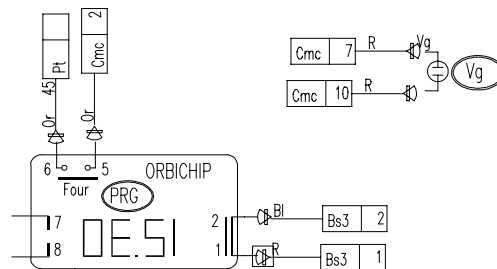 2
Cmc
Pt
45
Or
Or
Cmc 7 R Vg
Cmc 10 R
Vg
6 5 ORBICHIP
Four PRG
7 0E.51 2 Bl Bs3 2
8 1 R Bs3 1